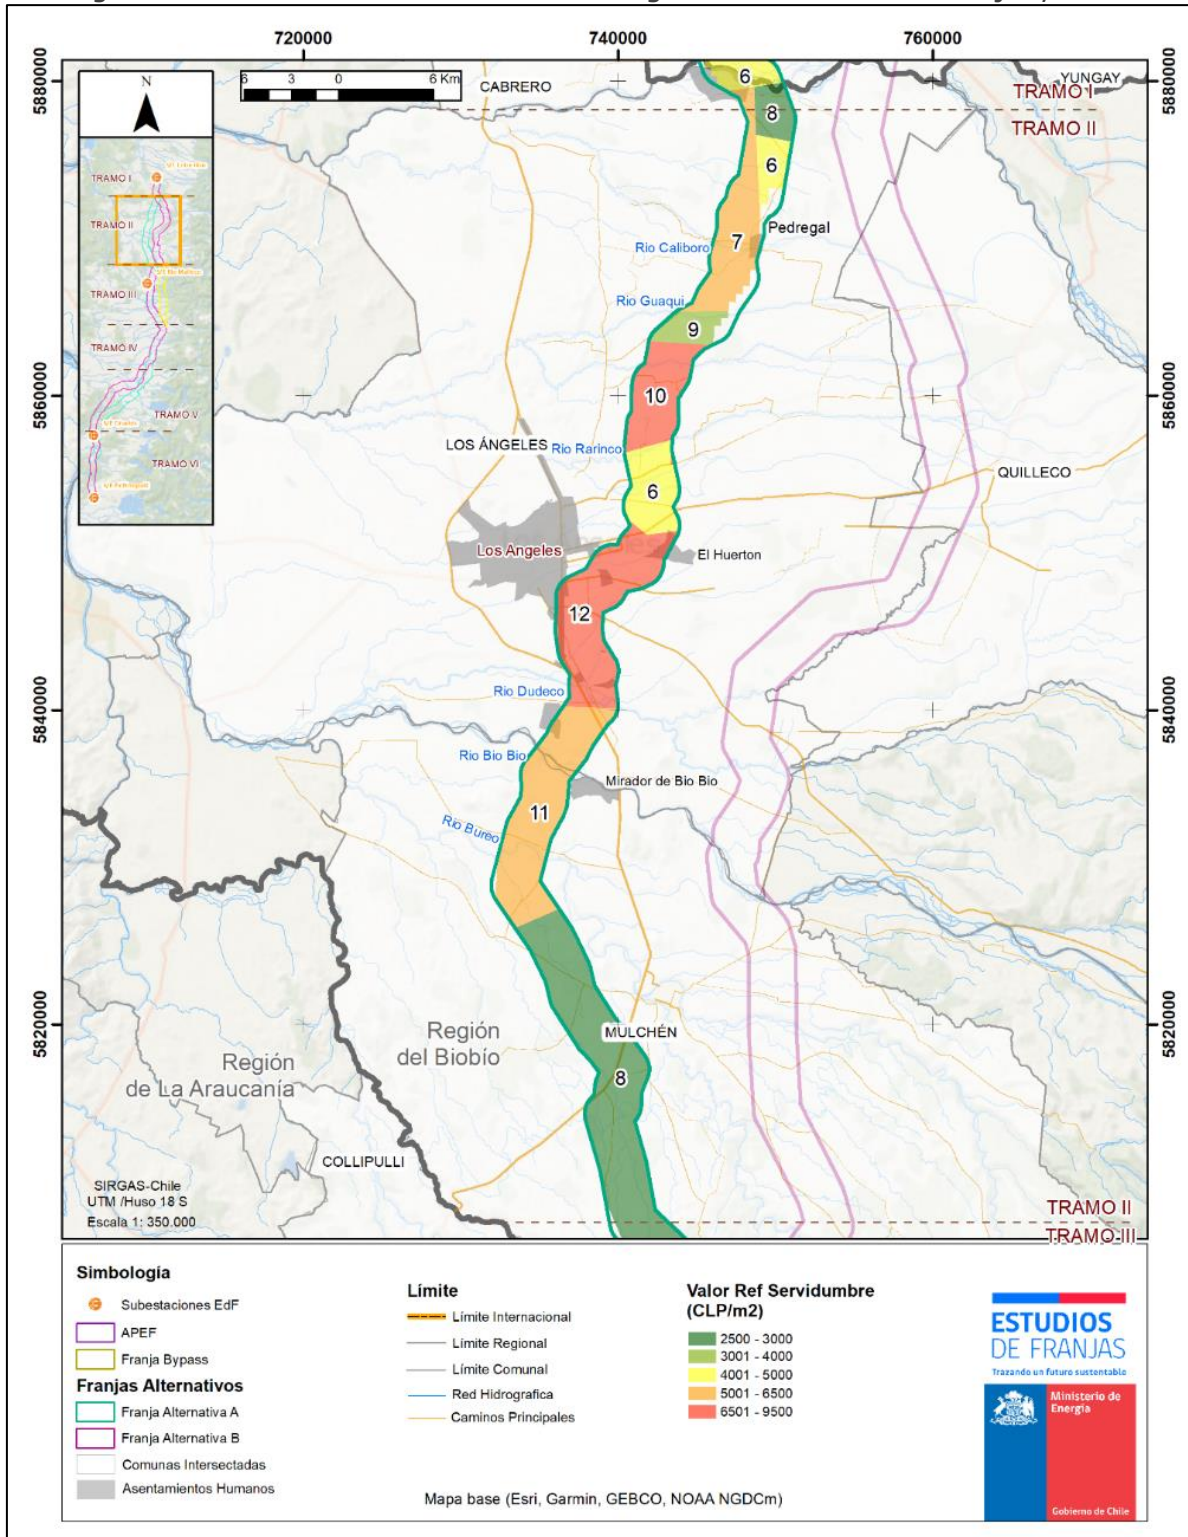 720000
740000
760000
5880000
5860000
5840000
5820000
5880000
5860000
5840000
5820000
N
6 3 0 6 Km
TRAMO I
TRAMO II
TRAMO III
TRAMO IV
TRAMO V
TRAMO VI
CABRERO
YUNGAY
TRAMO I
TRAMO II
6
8
6
Pedregal
7
Rio Caliboro
Rio Guaqui
9
10
LOS ÁNGELES
Rio Rarinco
QUILLECO
6
Los Angeles
El Huerton
12
Rio Dudeco
Rio Bio Bio
Mirador de Bio Bio
11
Rio Bureo
Región
del Biobío
MULCHÉN
Región
de La Araucanía
8
COLLIPULLI
SIRGAS-Chile
UTM /Huso 18 S
Escala 1: 350.000
TRAMO II
TRAMO III
Simbología
Subestaciones EdF
APEF
Franja Bypass
Franjas Alternativos
Franja Alternativa A
Franja Alternativa B
Comunas Intersectadas
Asentamientos Humanos
Límite
Límite Internacional
Límite Regional
Límite Comunal
Red Hidrografica
Caminos Principales
Valor Ref Servidumbre
(CLP/m2)
2500 - 3000
3001 - 4000
4001 - 5000
5001 - 6500
6501 - 9500
Mapa base (Esri, Garmin, GEBCO, NOAA NGDCm)
ESTUDIOS
DE FRANJAS
Trazando un futuro sustentable
Ministerio de
Energía
Gobierno de Chile